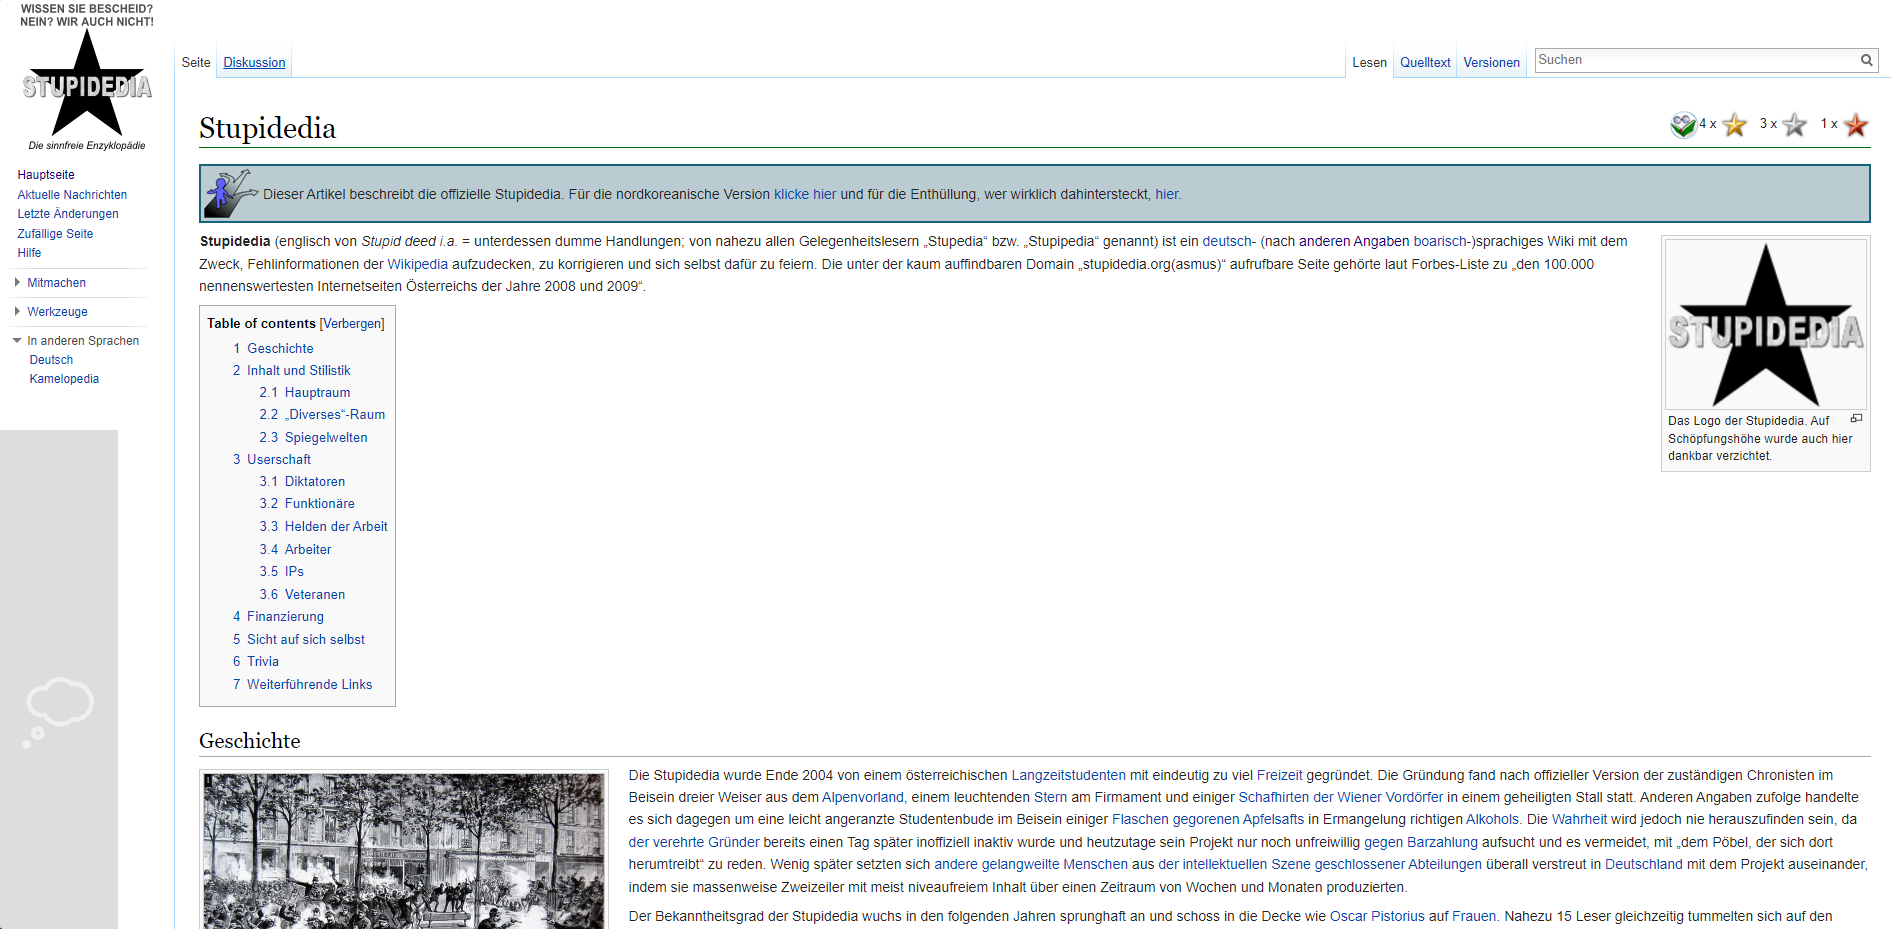 WISSEN SIE BESCHEID?
NEIN? WIR AUCH NICHT!
STUPIDEDIA
Die sinnfreie Enzyklopädie
Hauptseite
Aktuelle Nachrichten
Letzte Änderungen
Zufällige Seite
Hilfe
Mitmachen
Werkzeuge
In anderen Sprachen
Deutsch
Kamelopedia
Seite Diskussion
Lesen Quelltext Versionen Suchen
Stupidedia
4 x 3 x 1 x
Dieser Artikel beschreibt die offizielle Stupidedia. Für die nordkoreanische Version klicke hier und für die Enthüllung, wer wirklich dahintersteckt, hier.
Stupidedia (englisch von Stupid deed i.a. = unterdessen dumme Handlungen; von nahezu allen Gelegenheitslesern „Stupedia“ bzw. „Stupipedia“ genannt) ist ein deutsch- (nach anderen Angaben boarisch-)sprachiges Wiki mit dem
Zweck, Fehlinformationen der Wikipedia aufzudecken, zu korrigieren und sich selbst dafür zu feiern. Die unter der kaum auffindbaren Domain „stupidedia.org(asmus)“ aufrufbare Seite gehörte laut Forbes-Liste zu „den 100.000
nennenswertesten Internetseiten Österreichs der Jahre 2008 und 2009“.
STUPIDEDIA
Das Logo der Stupidedia. Auf
Schöpfungshöhe wurde auch hier
dankbar verzichtet.
Table of contents [Verbergen]
1 Geschichte
2 Inhalt und Stilistik
2.1 Hauptraum
2.2 „Diverses“-Raum
2.3 Spiegelwelten
3 Userschaft
3.1 Diktatoren
3.2 Funktionäre
3.3 Helden der Arbeit
3.4 Arbeiter
3.5 IPs
3.6 Veteranen
4 Finanzierung
5 Sicht auf sich selbst
6 Trivia
7 Weiterführende Links
Geschichte
Die Stupidedia wurde Ende 2004 von einem österreichischen Langzeitstudenten mit eindeutig zu viel Freizeit gegründet. Die Gründung fand nach offizieller Version der zuständigen Chronisten im
Beisein dreier Weiser aus dem Alpenvorland, einem leuchtenden Stern am Firmament und einiger Schafhirten der Wiener Vordörfer in einem geheiligten Stall statt. Anderen Angaben zufolge handelte
es sich dagegen um eine leicht angeranzte Studentenbude im Beisein einiger Flaschen gegorenen Apfelsafts in Ermangelung richtigen Alkohols. Die Wahrheit wird jedoch nie herauszufinden sein, da
der verehrte Gründer bereits einen Tag später inoffiziell inaktiv wurde und heutzutage sein Projekt nur noch unfreiwillig gegen Barzahlung aufsucht und es vermeidet, mit „dem Pöbel, der sich dort
herumtreibt“ zu reden. Wenig später setzten sich andere gelangweilte Menschen aus der intellektuellen Szene geschlossener Abteilungen überall verstreut in Deutschland mit dem Projekt auseinander,
indem sie massenweise Zweizeiler mit meist niveaufreiem Inhalt über einen Zeitraum von Wochen und Monaten produzierten.
Der Bekanntheitsgrad der Stupidedia wuchs in den folgenden Jahren sprunghaft an und schoss in die Decke wie Oscar Pistorius auf Frauen. Nahezu 15 Leser gleichzeitig tummelten sich auf den